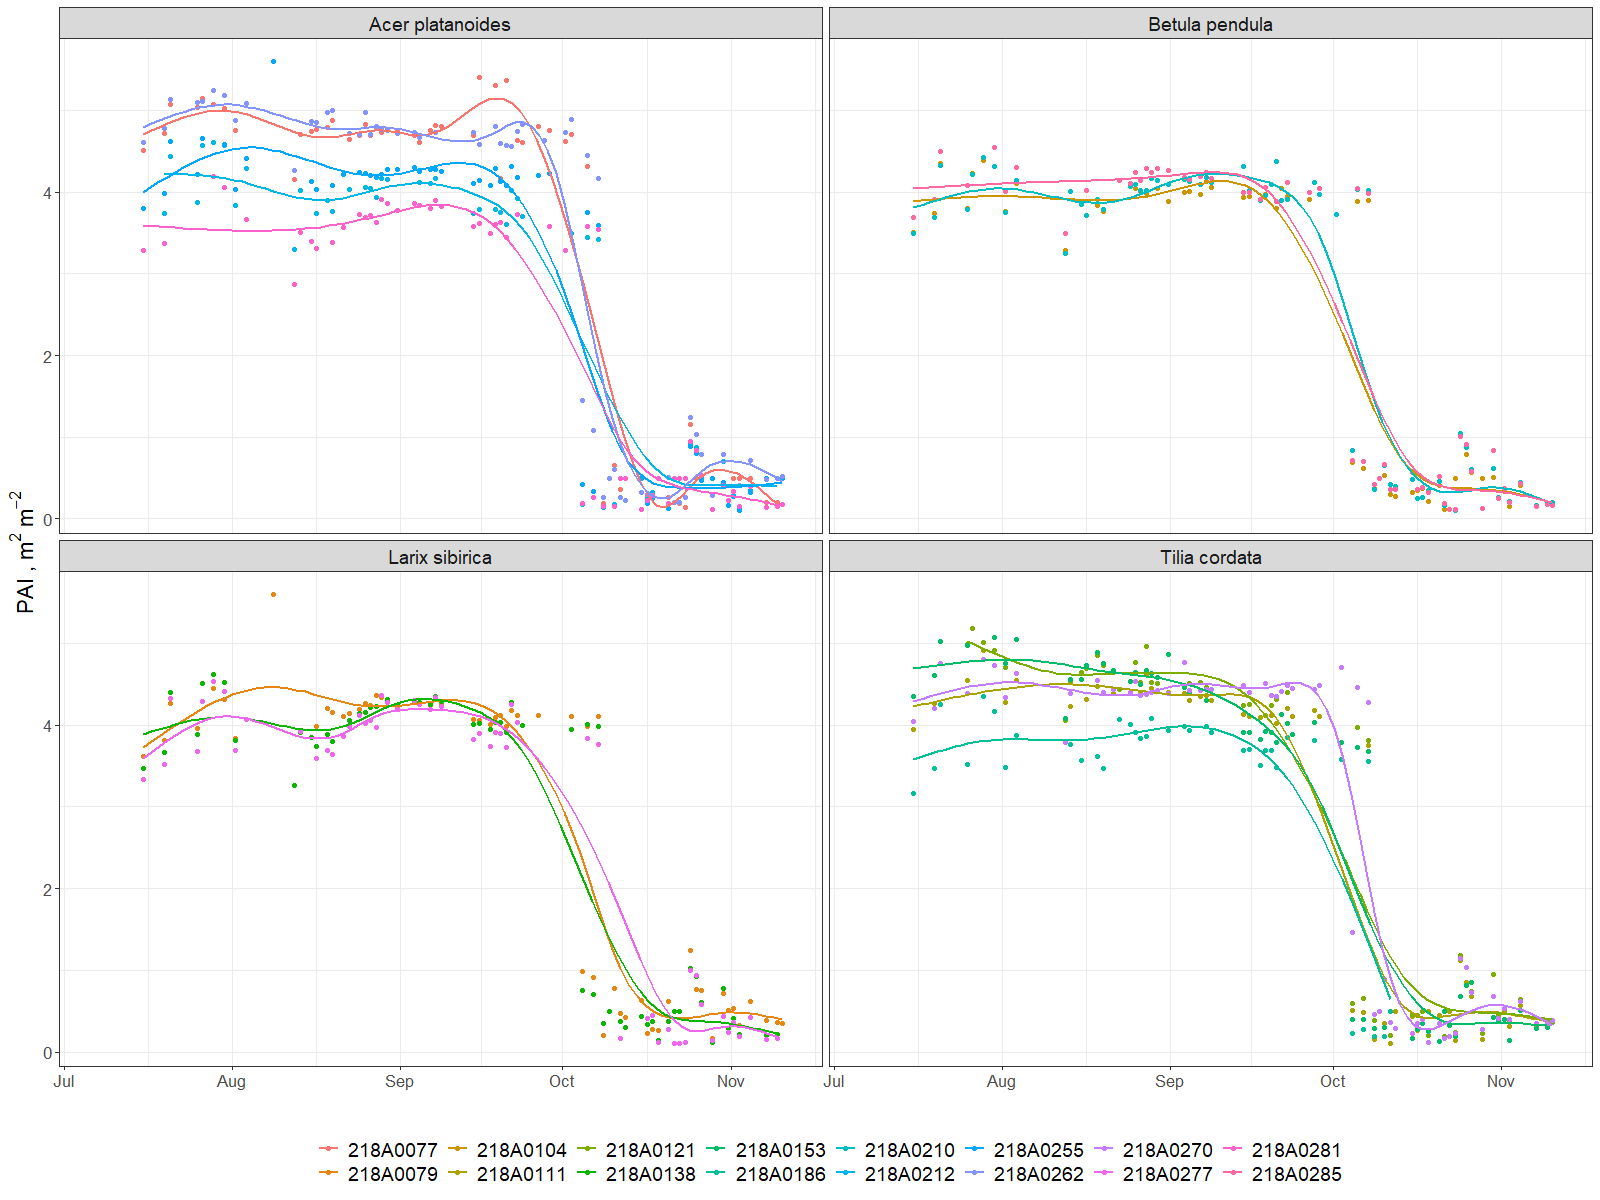 Acer platanoides
Betula pendula
4
2
0
PAI , m² m⁻²
Larix sibirica
Tilia cordata
4
2
0
Jul Aug Sep Oct Nov
Jul Aug Sep Oct Nov
218A0077 218A0104 218A0121 218A0153 218A0210 218A0255 218A0270 218A0281
218A0079 218A0111 218A0138 218A0186 218A0212 218A0262 218A0277 218A0285